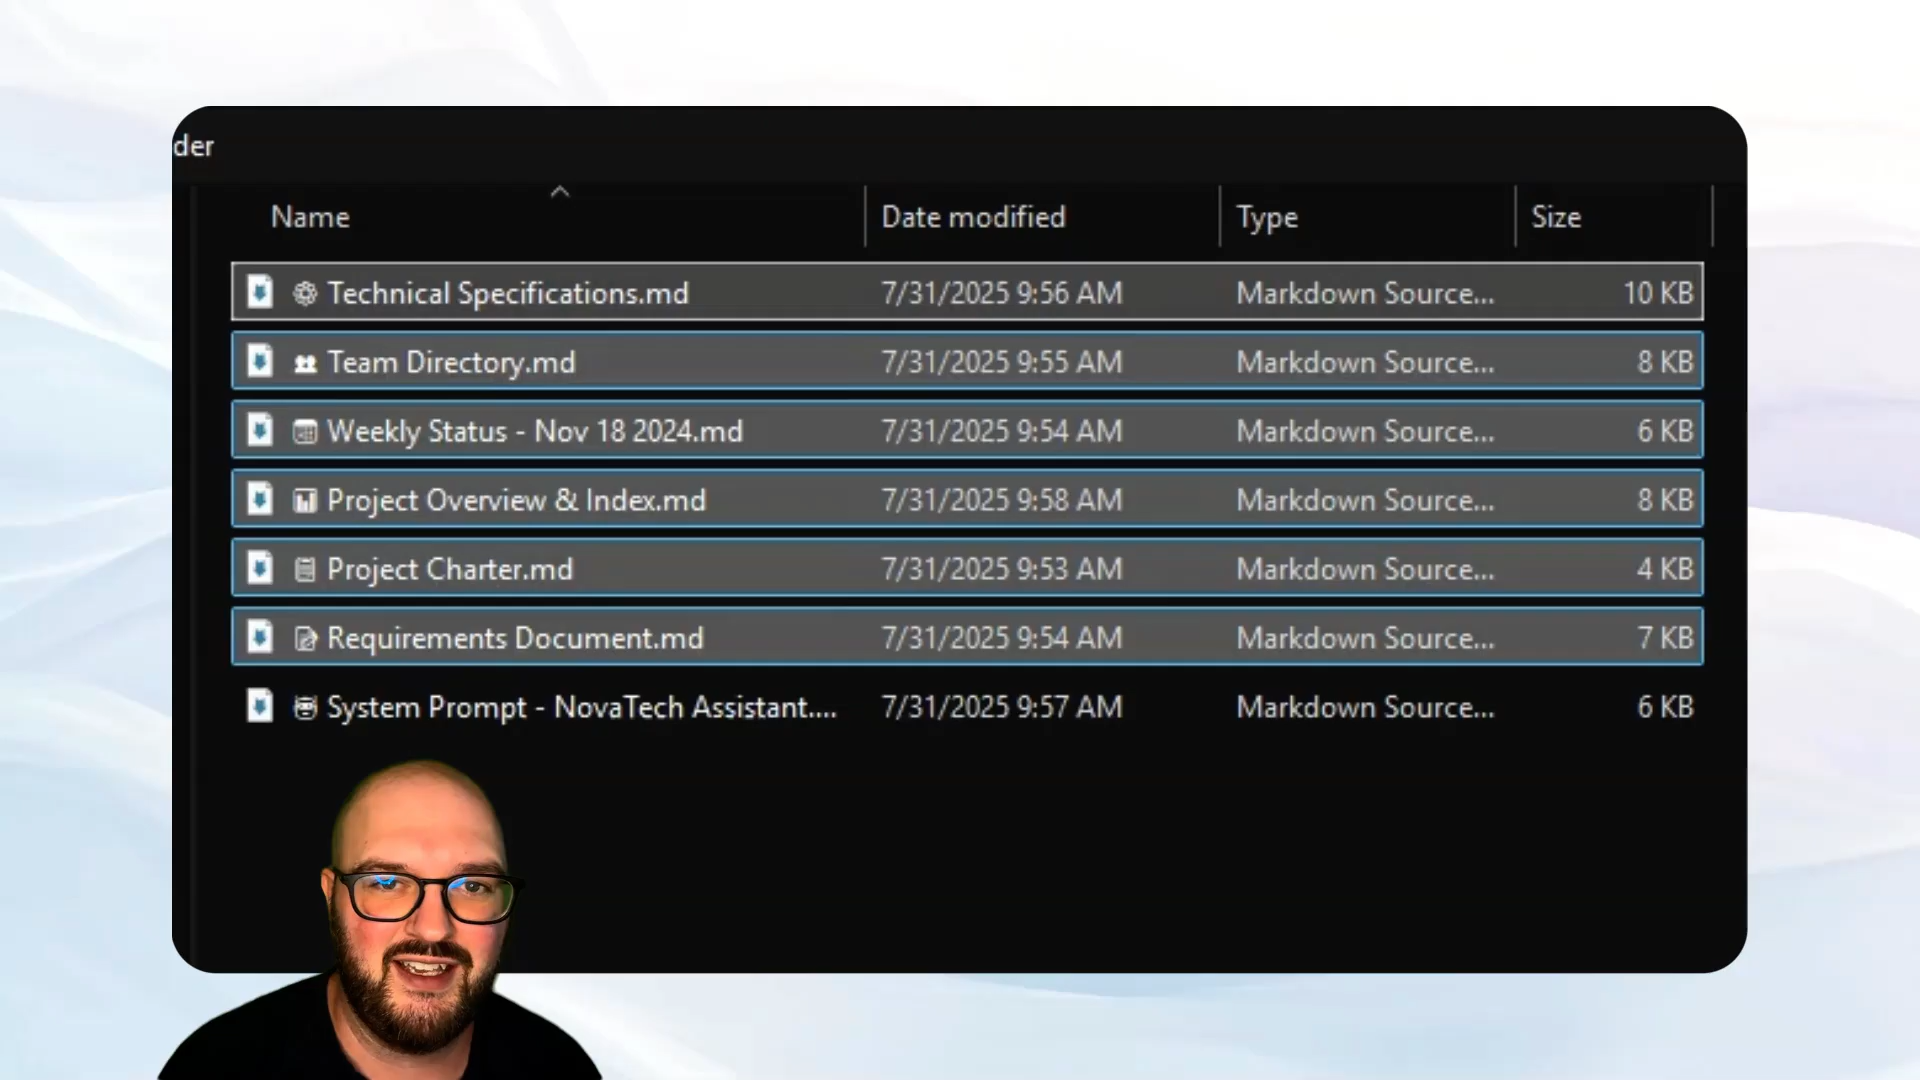 der
Name Date modified Type Size
Technical Specifications.md 7/31/2025 9:56 AM Markdown Source... 10 KB
Team Directory.md 7/31/2025 9:55 AM Markdown Source... 8 KB
Weekly Status - Nov 18 2024.md 7/31/2025 9:54 AM Markdown Source... 6 KB
Project Overview & Index.md 7/31/2025 9:58 AM Markdown Source... 8 KB
Project Charter.md 7/31/2025 9:53 AM Markdown Source... 4 KB
Requirements Document.md 7/31/2025 9:54 AM Markdown Source... 7 KB
System Prompt - NovaTech Assistant.... 7/31/2025 9:57 AM Markdown Source... 6 KB